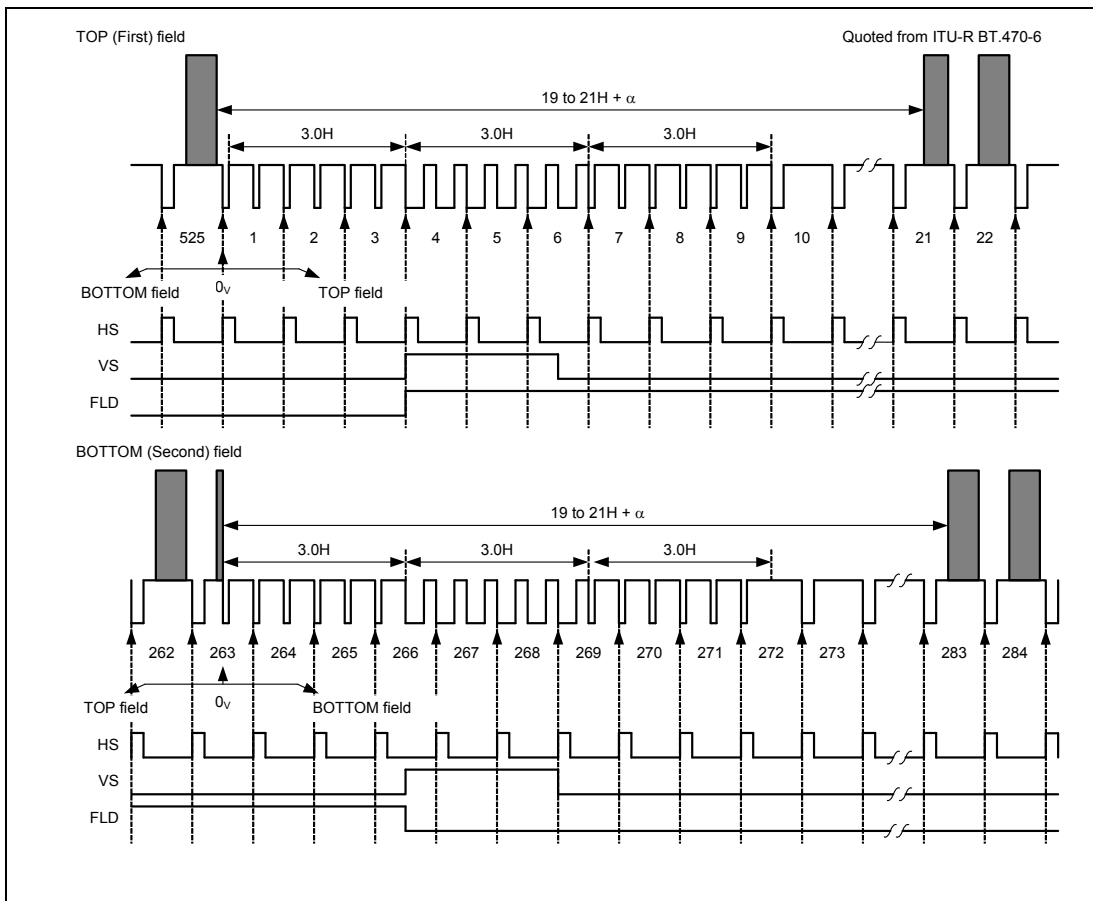 TOP (First) field
Quoted from ITU-R BT.470-6
19 to 21H + α
3.0H 3.0H 3.0H
525 1 2 3 4 5 6 7 8 9 10 21 22
BOTTOM field 0V TOP field
HS
VS
FLD
BOTTOM (Second) field
19 to 21H + α
3.0H 3.0H 3.0H
262 263 264 265 266 267 268 269 270 271 272 273 283 284
TOP field 0V BOTTOM field
HS
VS
FLD